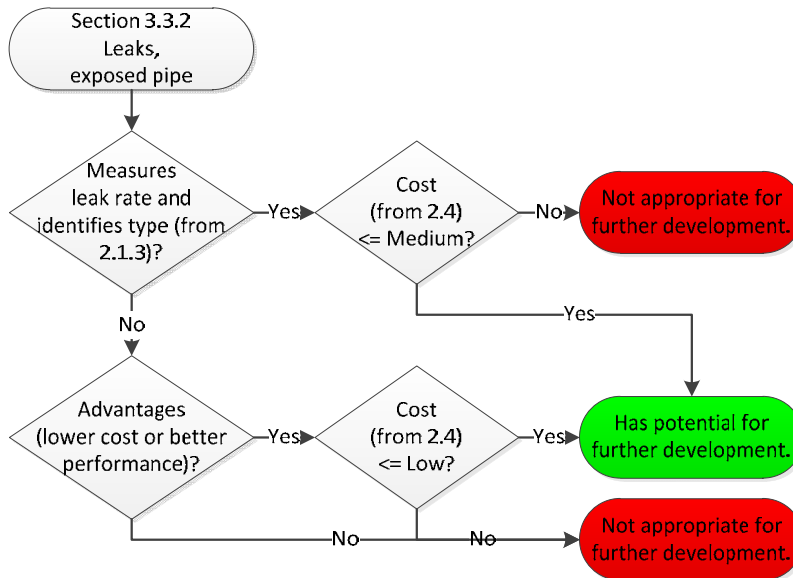 Section 3.3.2
Leaks,
exposed pipe
Measures
leak rate and
identifies type (from
2.1.3)?
Yes
Cost
(from 2.4)
<= Medium?
No
Not appropriate for
further development.
No
Yes
Advantages
(lower cost or better
performance)?
Yes
Cost
(from 2.4)
<= Low?
Yes
Has potential for
further development.
No
No
Not appropriate for
further development.